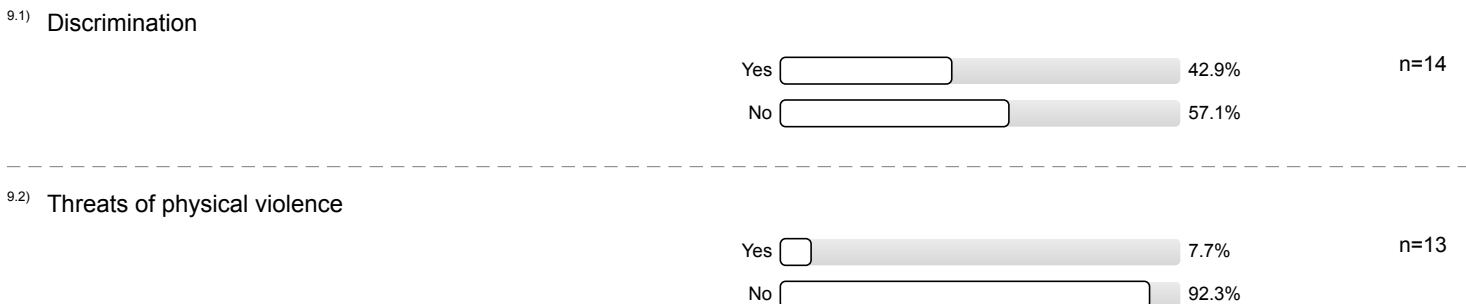 9.1) Discrimination
Yes 42.9% n=14
No 57.1%
9.2) Threats of physical violence
Yes 7.7% n=13
No 92.3%